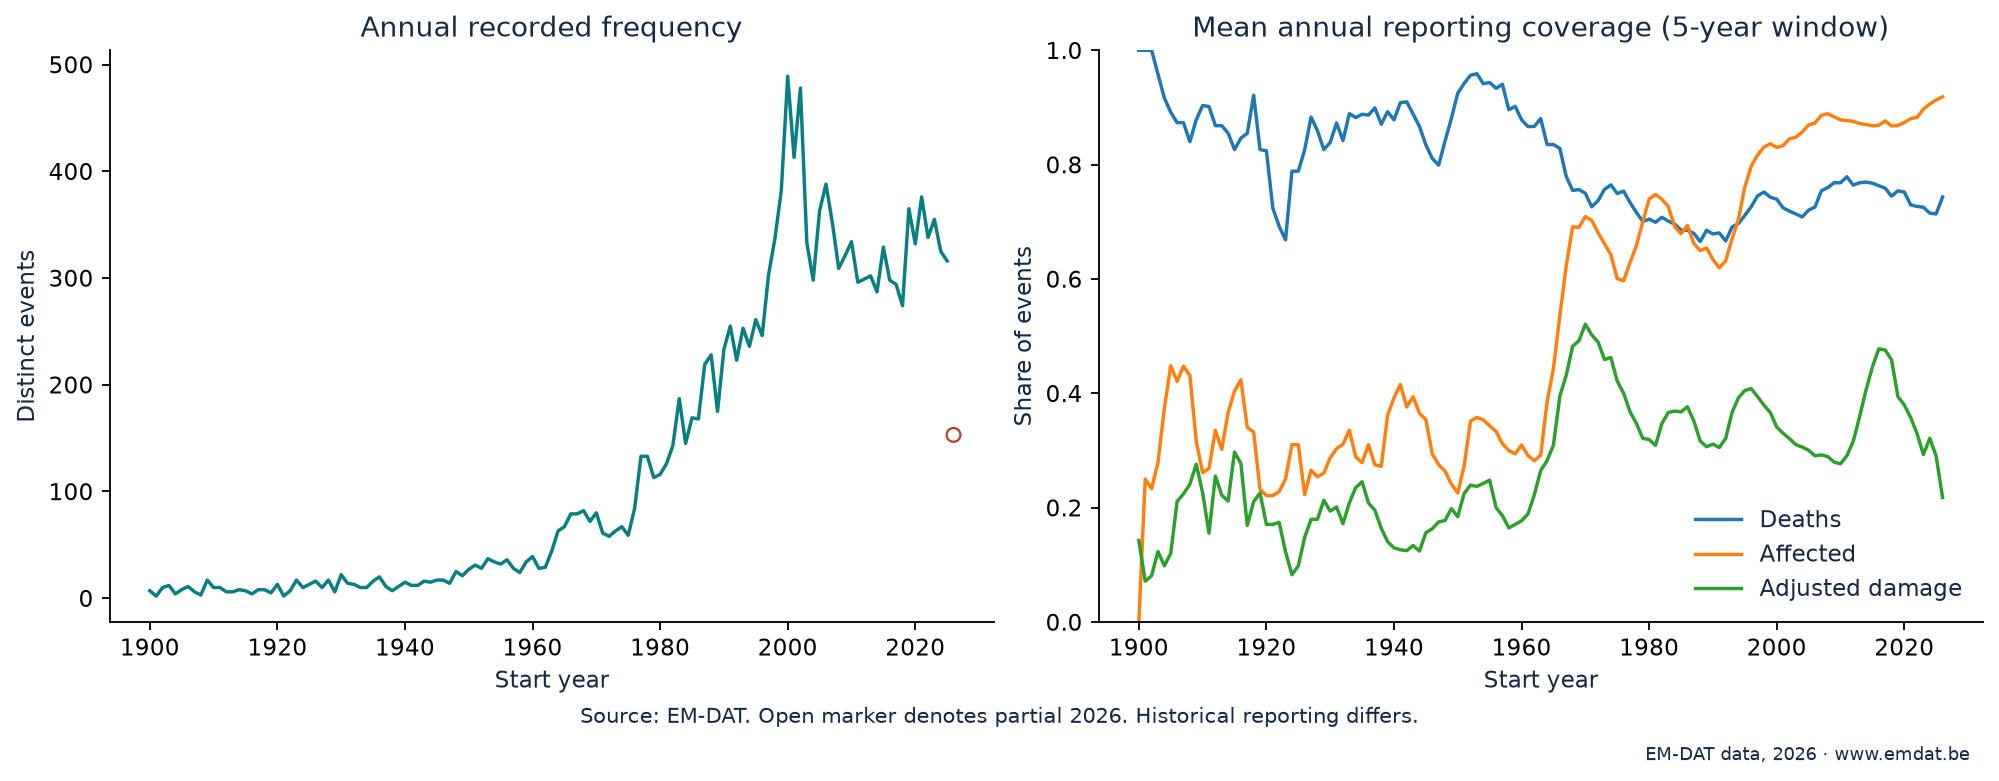 Annual recorded frequency
Distinct events
500
400
300
200
100
0
1900 1920 1940 1960 1980 2000 2020
Start year
Mean annual reporting coverage (5-year window)
Share of events
1.0
0.8
0.6
0.4
0.2
0.0
Deaths
Affected
Adjusted damage
1900 1920 1940 1960 1980 2000 2020
Start year
Source: EM-DAT. Open marker denotes partial 2026. Historical reporting differs.
EM-DAT data, 2026 · www.emdat.be